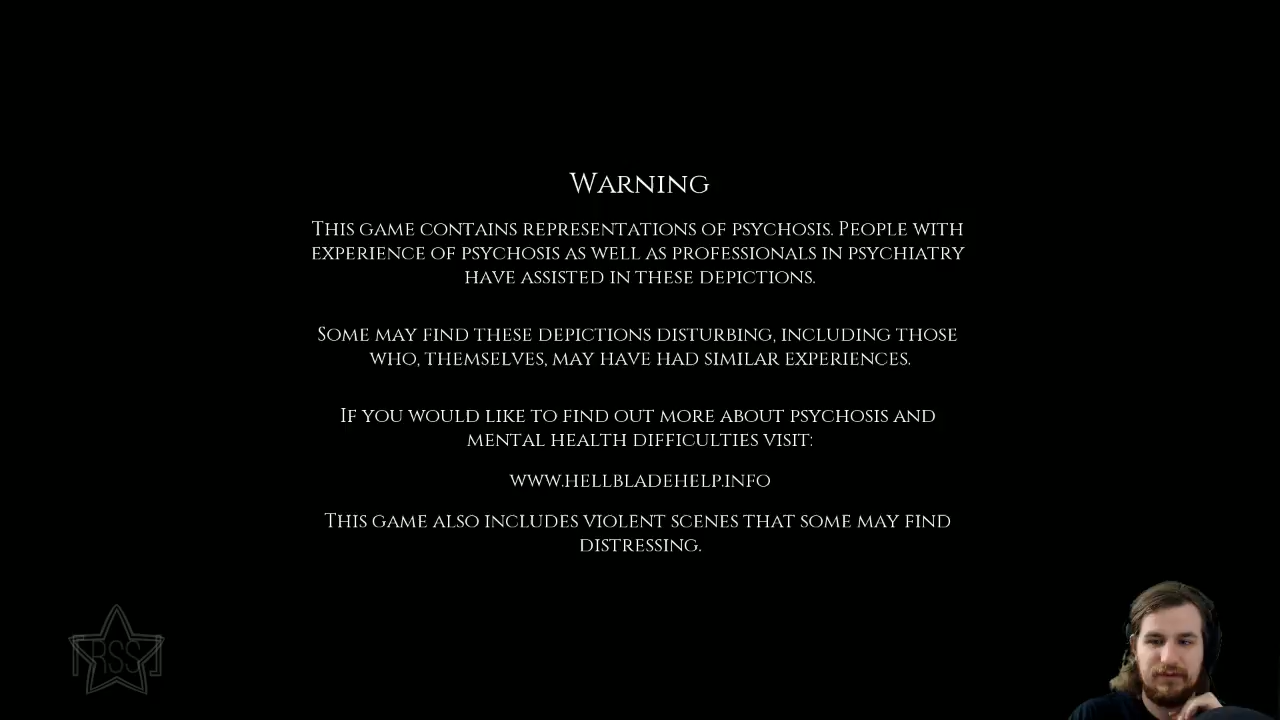 Warning
This game contains representations of psychosis. People with
experience of psychosis as well as professionals in psychiatry
have assisted in these depictions.
Some may find these depictions disturbing, including those
who, themselves, may have had similar experiences.
If you would like to find out more about psychosis and
mental health difficulties visit:
www.hellbladehelp.info
This game also includes violent scenes that some may find
distressing.
RSS